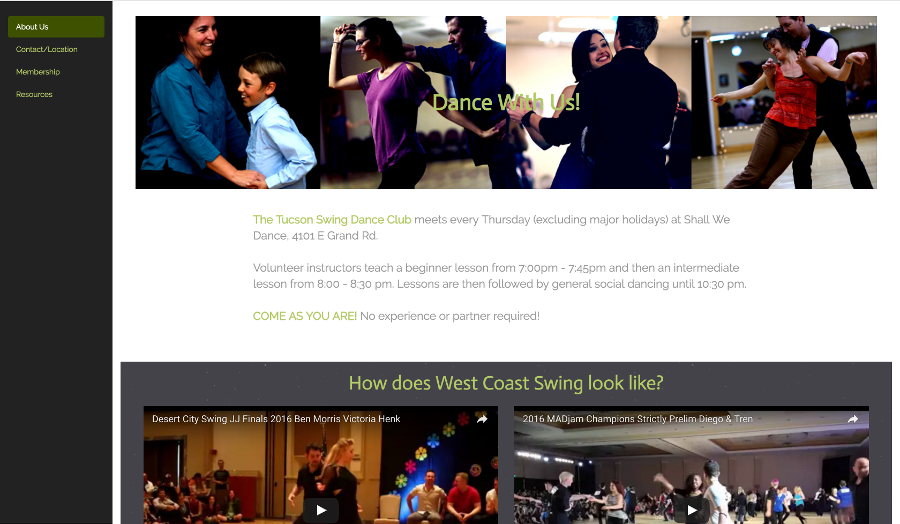 About Us
Contact/Location
Membership
Resources
Dance With Us!
The Tucson Swing Dance Club meets every Thursday (excluding major holidays) at Shall We
Dance, 4101 E Grand Rd.
Volunteer instructors teach a beginner lesson from 7:00pm - 7:45pm and then an intermediate
lesson from 8:00 - 8:30 pm. Lessons are then followed by general social dancing until 10:30 pm.
COME AS YOU ARE! No experience or partner required!
How does West Coast Swing look like?
Desert City Swing JJ Finals 2016 Ben Morris Victoria Henk
2016 MADjam Champions Strictly Prelim Diego & Tren